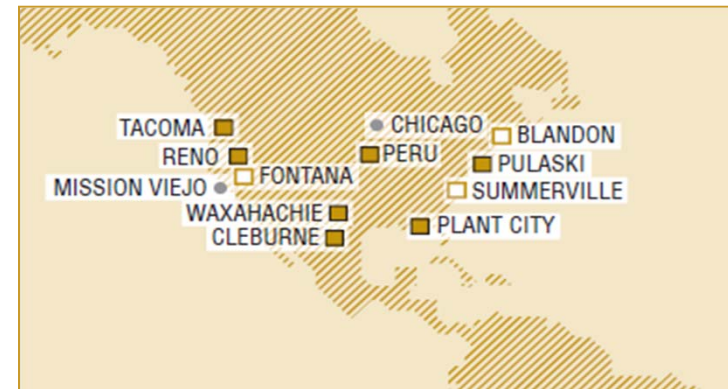 TACOMA
CHICAGO
BLANDON
RENO
PERU
PULASKI
FONTANA
MISSION VIEJO
SUMMERVILLE
WAXAHACHIE
PLANT CITY
CLEBURNE